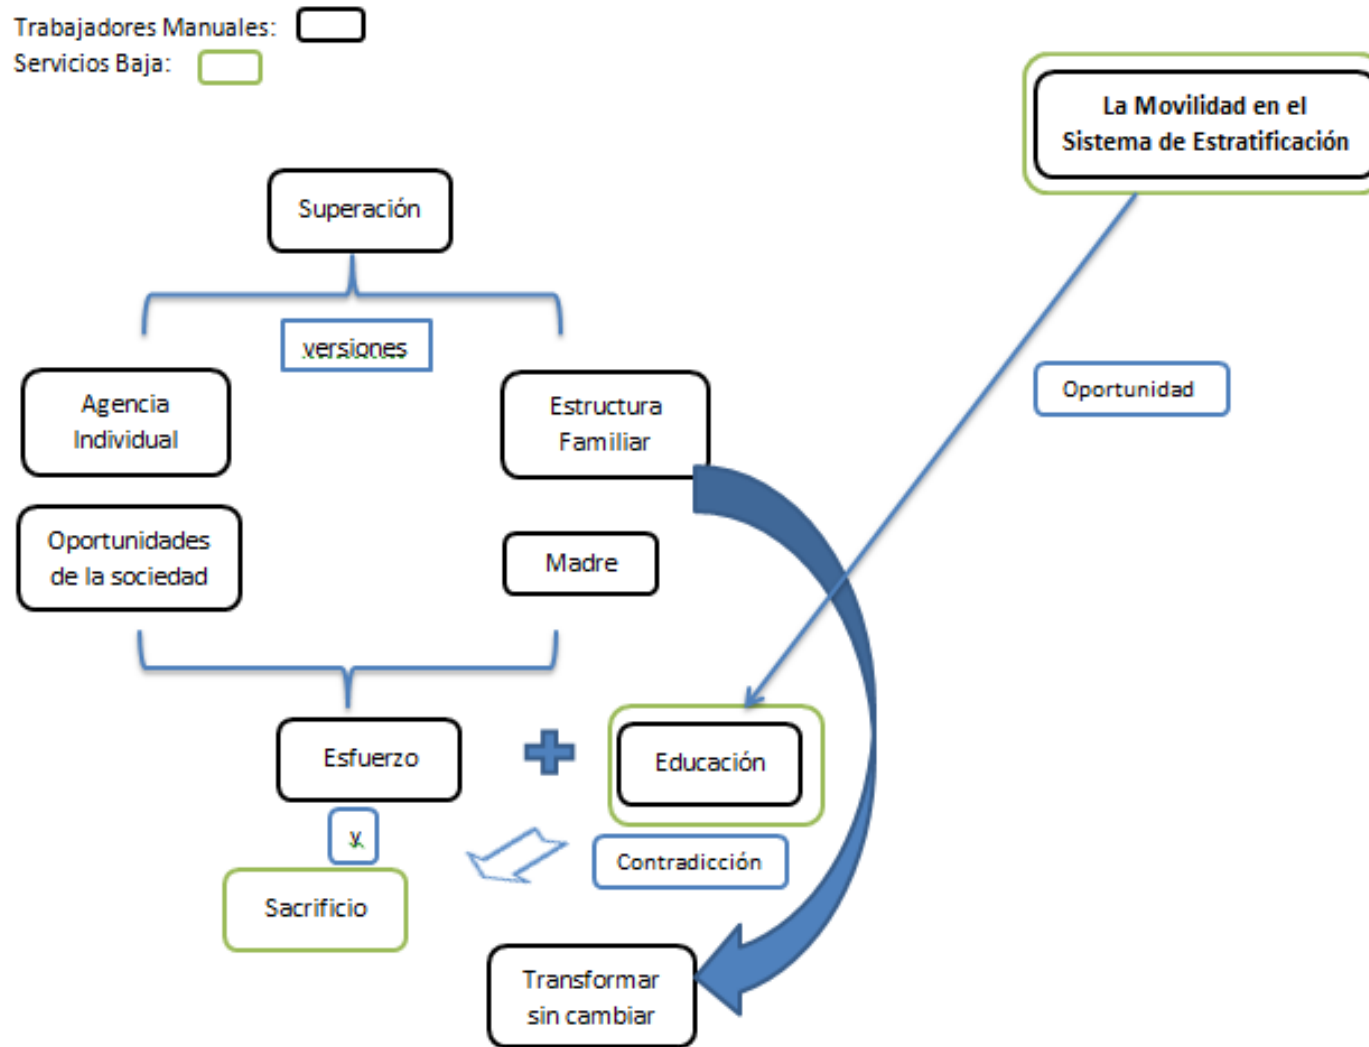 Trabajadores Manuales:
Servicios Baja:
La Movilidad en el
Sistema de Estratificación
Superación
versiones
Agencia
Individual
Estructura
Familiar
Oportunidad
Oportunidades
de la sociedad
Madre
Esfuerzo
Educación
y
Contradicción
Sacrificio
Transformar
sin cambiar